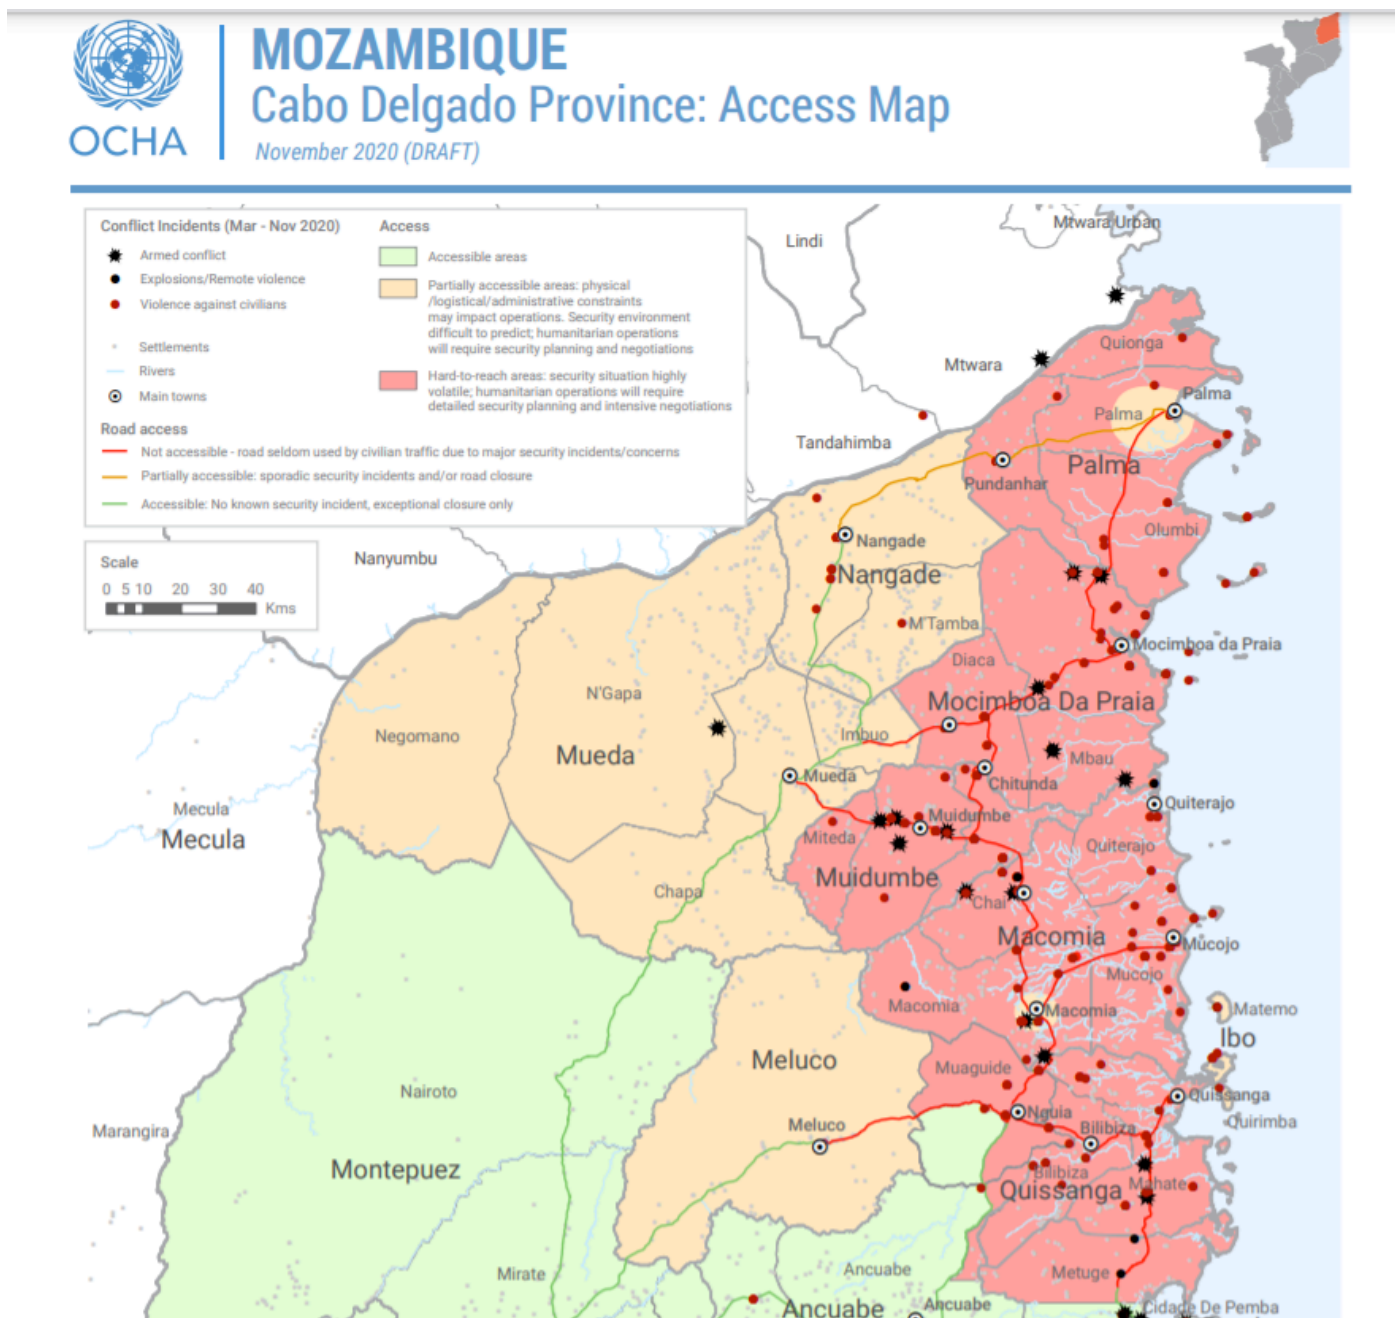 MOZAMBIQUE
Cabo Delgado Province: Access Map
OCHA
November 2020 (DRAFT)
Conflict Incidents (Mar - Nov 2020)
Armed conflict
Explosions/Remote violence
Violence against civilians
Settlements
Rivers
Main towns
Access
Accessible areas
Partially accessible areas: physical
/logistical/administrative constraints
may impact operations. Security environment
difficult to predict; humanitarian operations
will require security planning and negotiations
Hard-to-reach areas: security situation highly
volatile; humanitarian operations will require
detailed security planning and intensive negotiations
Road access
Not accessible - road seldom used by civilian traffic due to major security incidents/concerns
Partially accessible: sporadic security incidents and/or road closure
Accessible: No known security incident, exceptional closure only
Scale
0 5 10 20 30 40
Kms
Mtwara Urban
Lindi
Quionga
Mtwara
Palma
Palma
Tandahimba
Palma
Pundanhar
Olumbi
Nangade
Nanyumbu
Nangade
M'Tamba
Mocimboa da Praia
Diaca
N'Gapa
Mocimboa Da Praia
Negomano
Imbuo
Mueda
Mbau
Mueda
Chitunda
Mecula
Quiterajo
Muidumbe
Mecula
Miteda
Quiterajo
Muidumbe
Chapa
Chai
Macomia
Mucojo
Mucojo
Macomia
Macomia
Matemo
Ibo
Meluco
Muaguide
Nairoto
Quissanga
Nguia
Quirimba
Meluco
Bilibiza
Marangira
Montepuez
Bilibiza
Mahate
Quissanga
Mirate
Ancuabe
Metuge
Ancuabe
Ancuabe
Cidade De Pemba